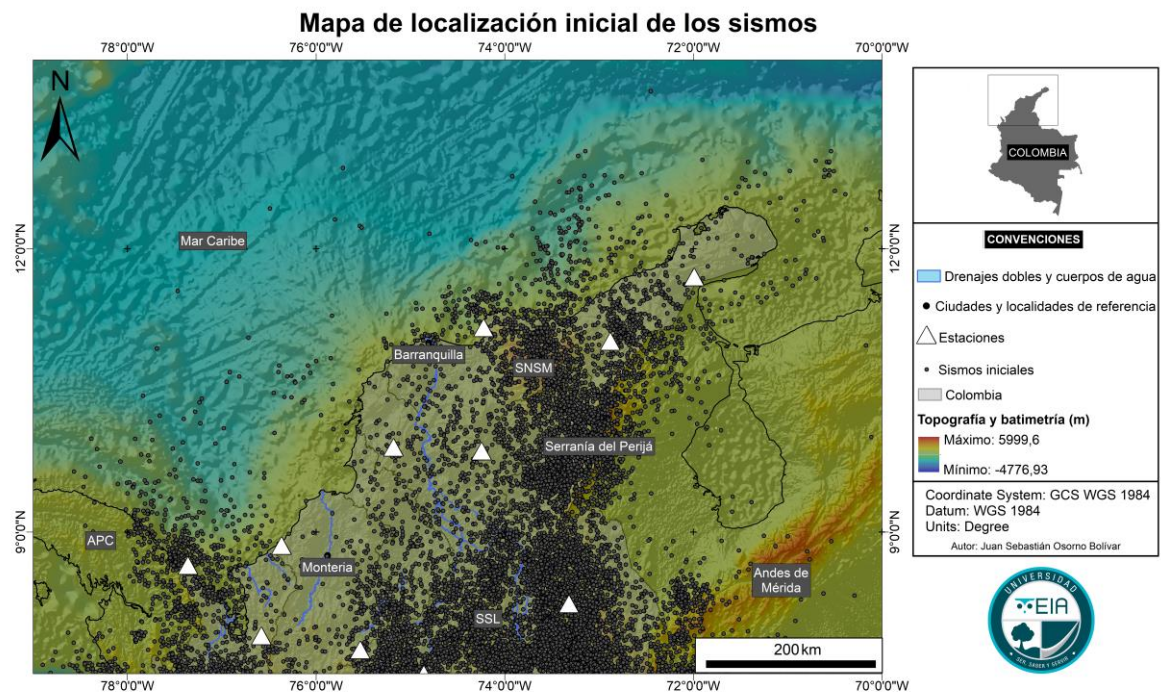 Mapa de localización inicial de los sismos
78°0'0"W
76°0'0"W
74°0'0"W
72°0'0"W
70°0'0"W
N
12°0'0"N
9°0'0"N
12°0'0"N
9°0'0"N
Mar Caribe
Barranquilla
SNSM
Serranía del Perijá
APC
Monteria
SSL
Andes de
Mérida
200 km
78°0'0"W
76°0'0"W
74°0'0"W
72°0'0"W
70°0'0"W
COLOMBIA
CONVENCIONES
Drenajes dobles y cuerpos de agua
Ciudades y localidades de referencia
Estaciones
Sismos iniciales
Colombia
Topografía y batimetría (m)
Máximo: 5999,6
Mínimo: -4776,93
Coordinate System: GCS WGS 1984
Datum: WGS 1984
Units: Degree
Autor: Juan Sebastián Osorno Bolívar
UNIVERSIDAD
EIA
SER, SABER Y SERVIR